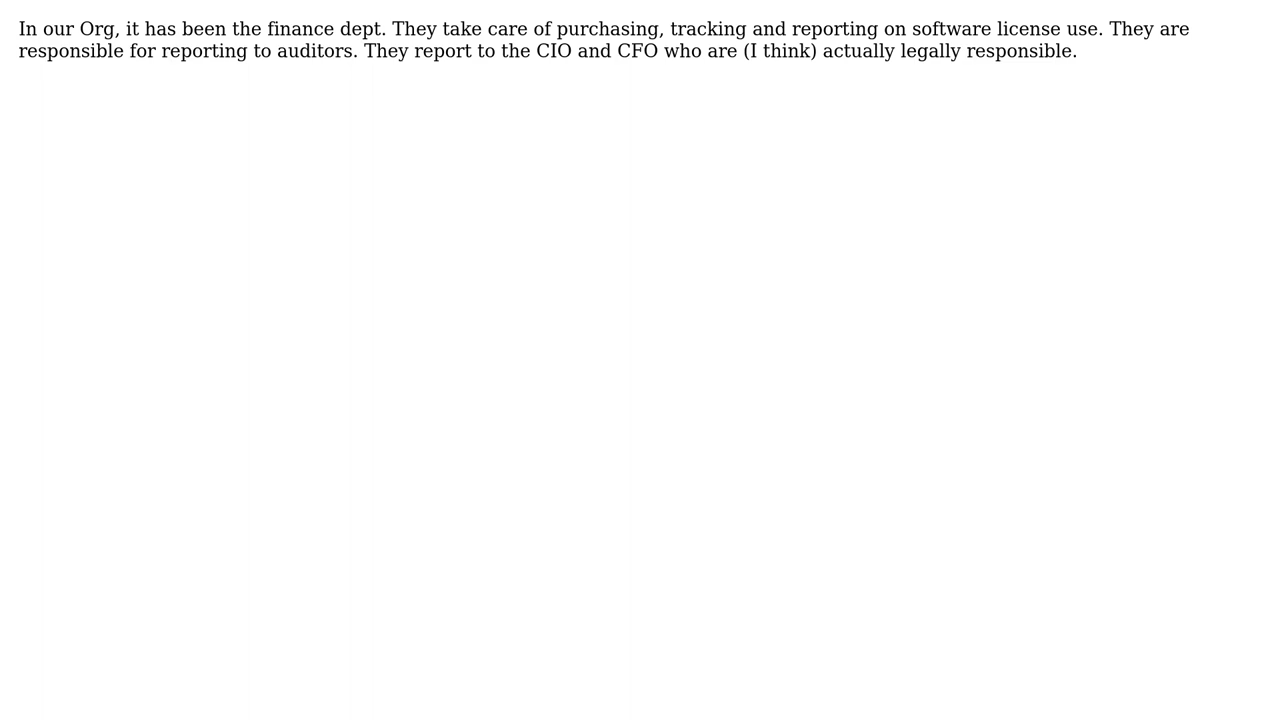 In our Org, it has been the finance dept. They take care of purchasing, tracking and reporting on software license use. They are
responsible for reporting to auditors. They report to the CIO and CFO who are (I think) actually legally responsible.